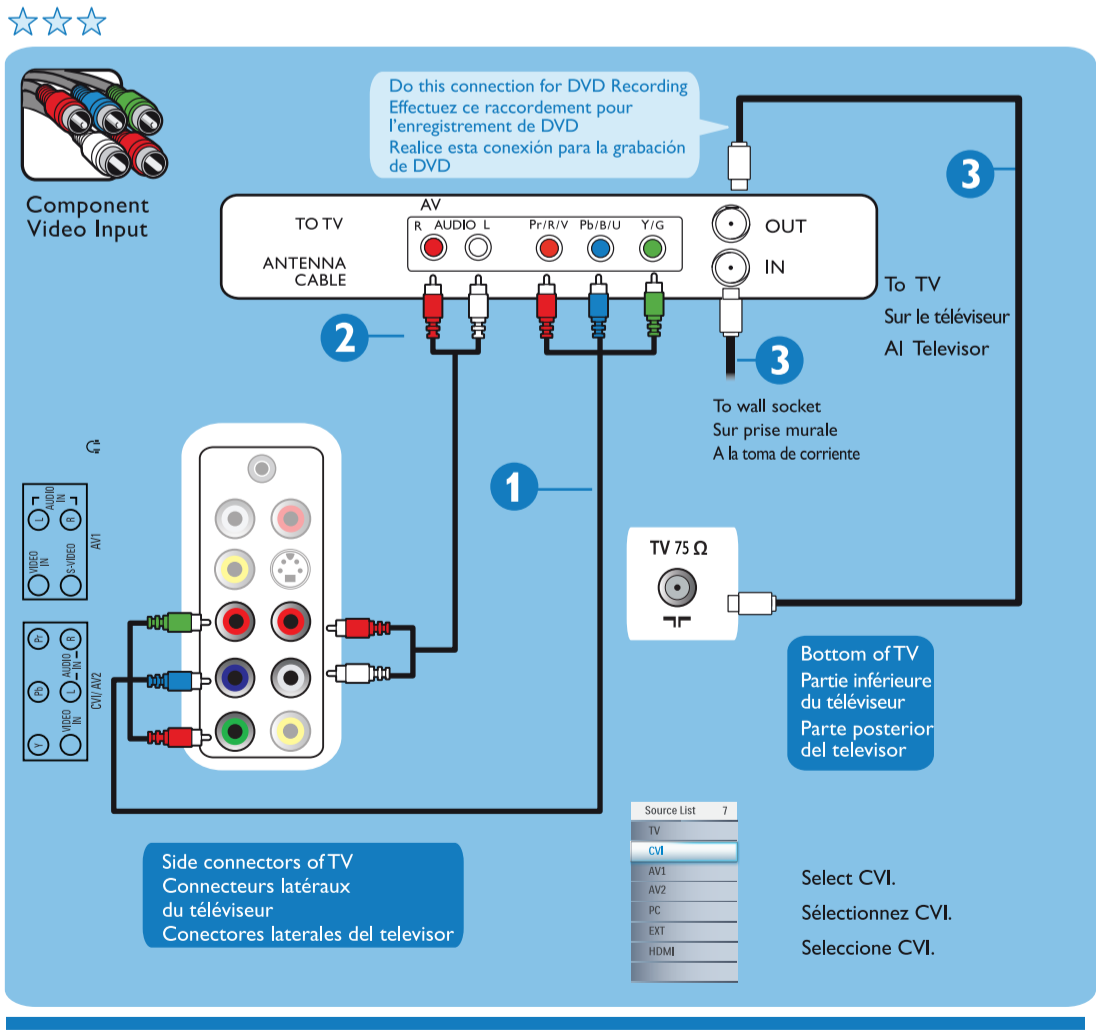 Do this connection for DVD Recording
Effectuez ce raccordement pour
l'enregistrement de DVD
Realice esta conexión para la grabación
de DVD
Component
Video Input
3
AV
TO TV
R AUDIO L
Pr/R/V Pb/B/U Y/G
OUT
ANTENNA
CABLE
IN
To TV
Sur le téléviseur
Al Televisor
2
3
To wall socket
Sur prise murale
A la toma de corriente
1
L
AUDIO
IN
R
VIDEO
IN
S-VIDEO
AV1
TV 75 Ω
Pr
Pb
Y
R
AUDIO
IN
L
VIDEO
IN
CVI/ AV2
Bottom of TV
Partie inférieure
du téléviseur
Parte posterior
del televisor
Side connectors of TV
Connecteurs latéraux
du téléviseur
Conectores laterales del televisor
Source List 7
TV
CVI
AV1
AV2
PC
EXT
HDMI
Select CVI.
Sélectionnez CVI.
Seleccione CVI.